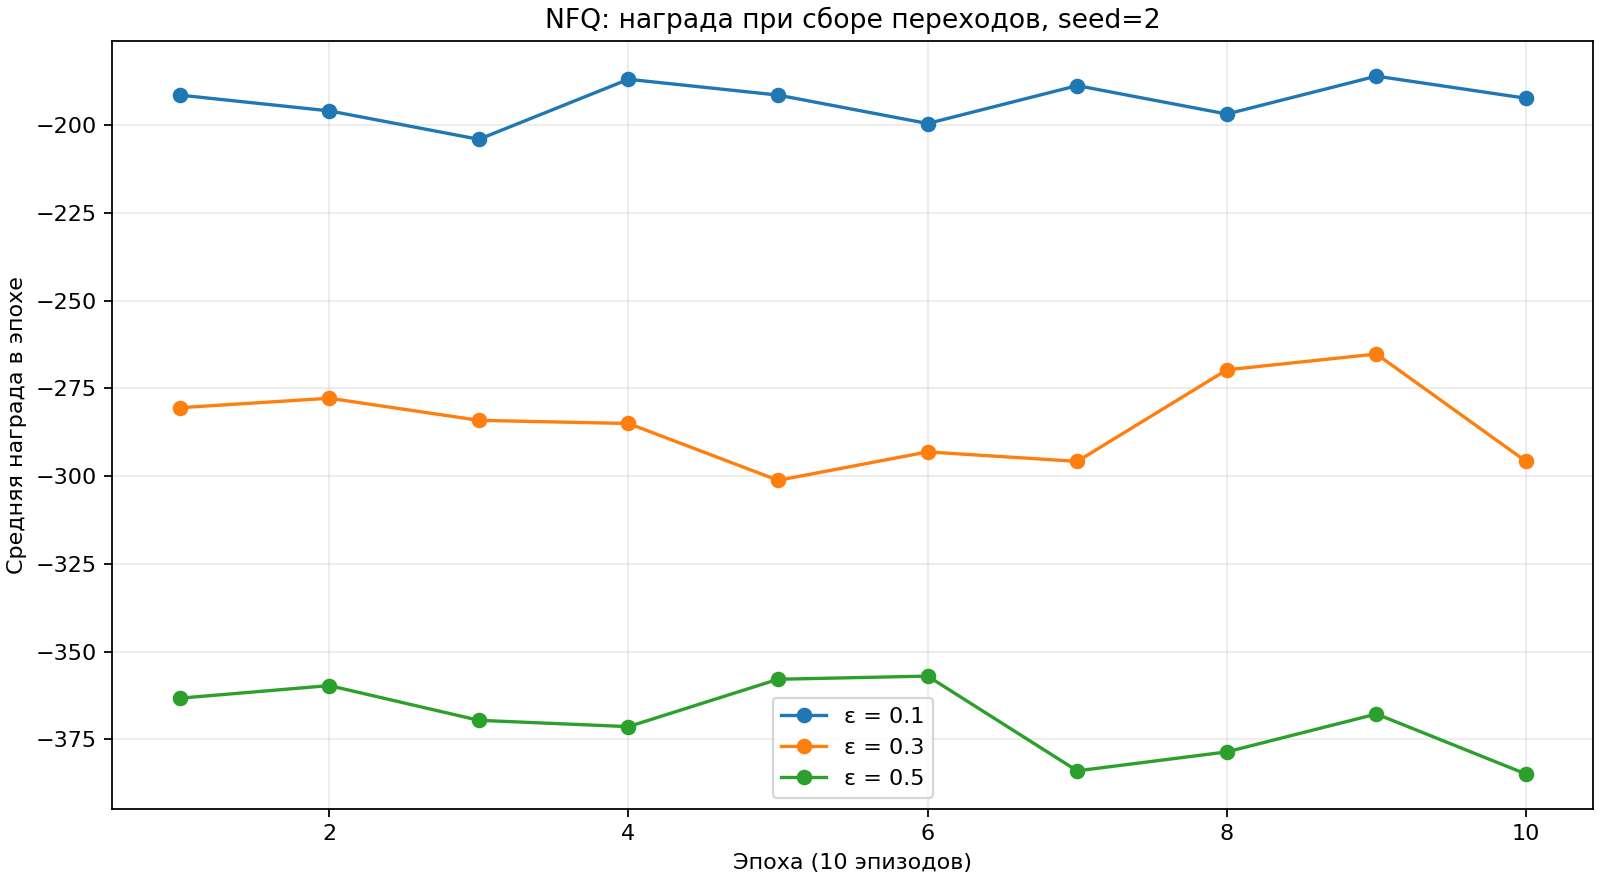 NFQ: награда при сборе переходов, seed=2
Средняя награда в эпохе
−200
−225
−250
−275
−300
−325
−350
−375
ε = 0.1
ε = 0.3
ε = 0.5
2
4
6
8
10
Эпоха (10 эпизодов)